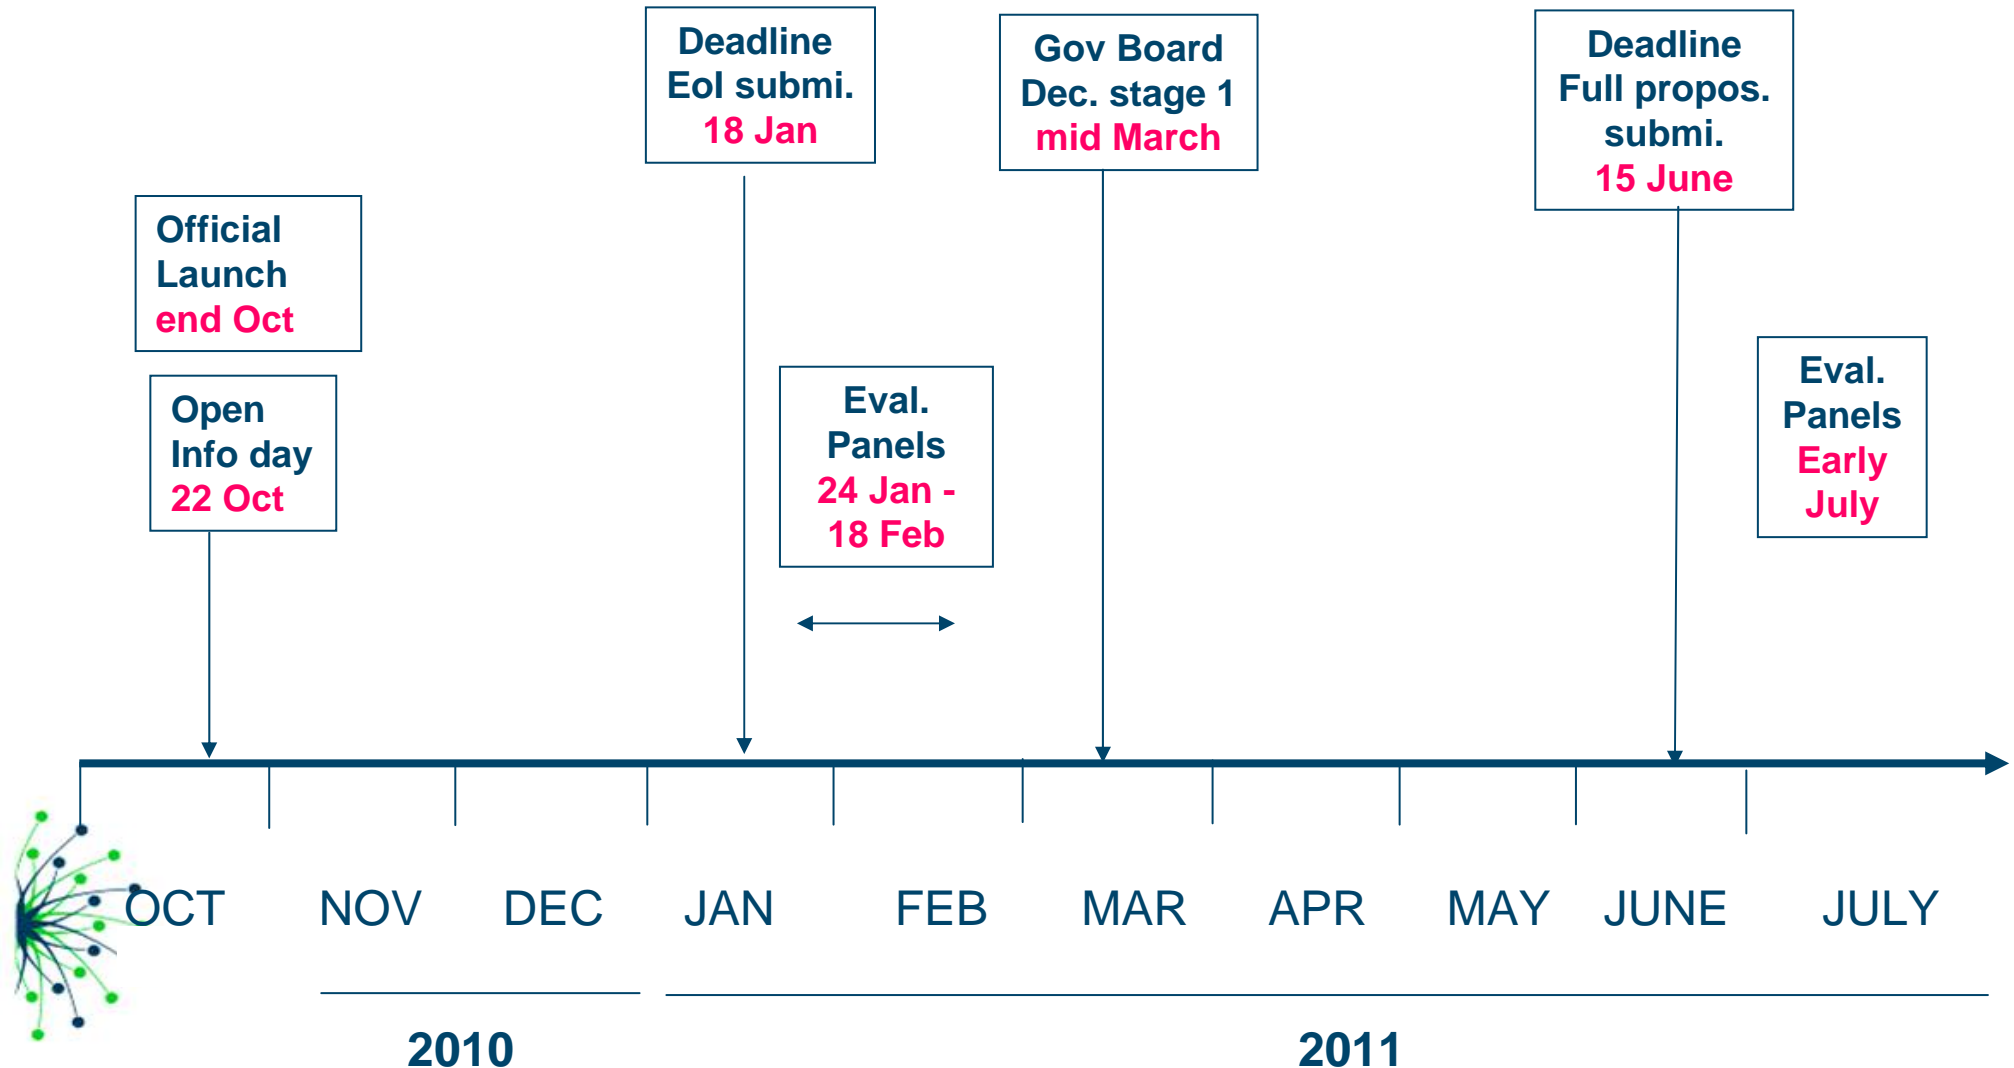 Deadline
EoI submi.
18 Jan
Gov Board
Dec. stage 1
mid March
Deadline
Full propos.
submi.
15 June
Official
Launch
end Oct
Open
Info day
22 Oct
Eval.
Panels
24 Jan -
18 Feb
Eval.
Panels
Early
July
OCT NOV DEC JAN FEB MAR APR MAY JUNE JULY
2010 2011